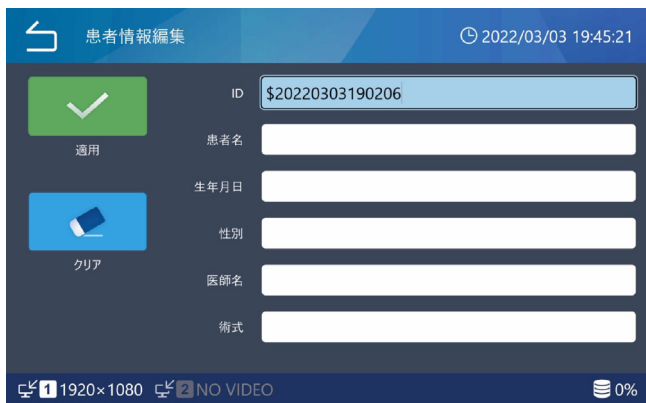 患者情報編集
2022/03/03 19:45:21
ID
$20220303190206
適用
患者名
生年月日
性別
クリア
医師名
術式
1 1920×1080 2 NO VIDEO
0%